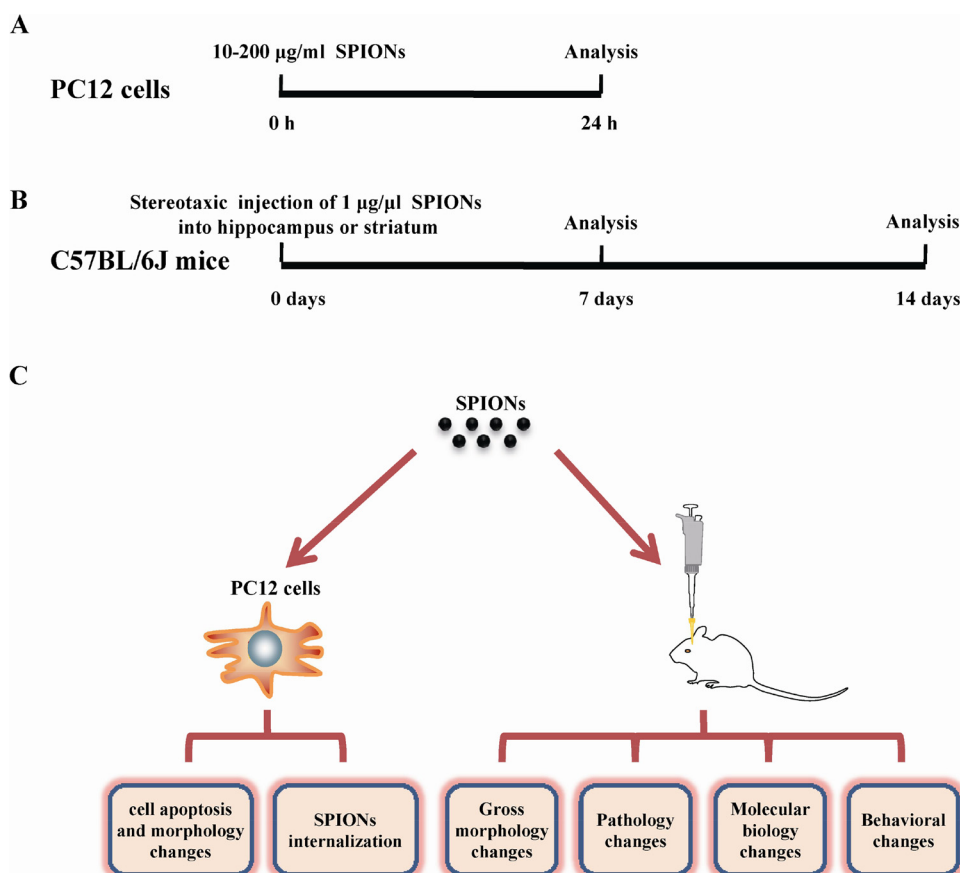 A
10-200 µg/ml SPIONs
Analysis
PC12 cells
0 h
24 h
B
Stereotaxic injection of 1 µg/µl SPIONs
into hippocampus or striatum
Analysis
Analysis
C57BL/6J mice
0 days
7 days
14 days
C
SPIONs
PC12 cells
cell apoptosis
and morphology
changes
SPIONs
internalization
Gross
morphology
changes
Pathology
changes
Molecular
biology
changes
Behavioral
changes